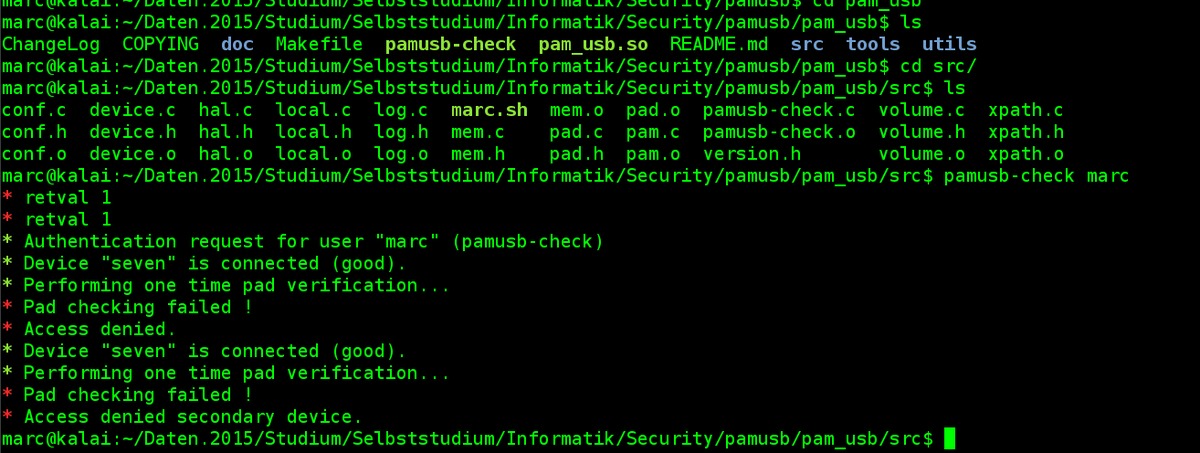 marc@kalai:~/Daten.2015/Studium/Selbststudium/Informatik/Security/pamusb$ cd pam_usb
marc@kalai:~/Daten.2015/Studium/Selbststudium/Informatik/Security/pamusb/pam_usb$ ls
ChangeLog  COPYING  doc  Makefile  pamusb-check  pam_usb.so  README.md  src  tools  utils
marc@kalai:~/Daten.2015/Studium/Selbststudium/Informatik/Security/pamusb/pam_usb$ cd src/
marc@kalai:~/Daten.2015/Studium/Selbststudium/Informatik/Security/pamusb/pam_usb/src$ ls
conf.c  device.c  hal.c  local.c  log.c  marc.sh  mem.o  pad.o  pamusb-check.c  volume.c  xpath.c
conf.h  device.h  hal.h  local.h  log.h  mem.c    pad.c  pam.c  pamusb-check.o  volume.h  xpath.h
conf.o  device.o  hal.o  local.o  log.o  mem.h    pad.h  pam.o  version.h       volume.o  xpath.o
marc@kalai:~/Daten.2015/Studium/Selbststudium/Informatik/Security/pamusb/pam_usb/src$ pamusb-check marc
* retval 1
* retval 1
* Authentication request for user "marc" (pamusb-check)
* Device "seven" is connected (good).
* Performing one time pad verification...
* Pad checking failed !
* Access denied.
* Device "seven" is connected (good).
* Performing one time pad verification...
* Pad checking failed !
* Access denied secondary device.
marc@kalai:~/Daten.2015/Studium/Selbststudium/Informatik/Security/pamusb/pam_usb/src$